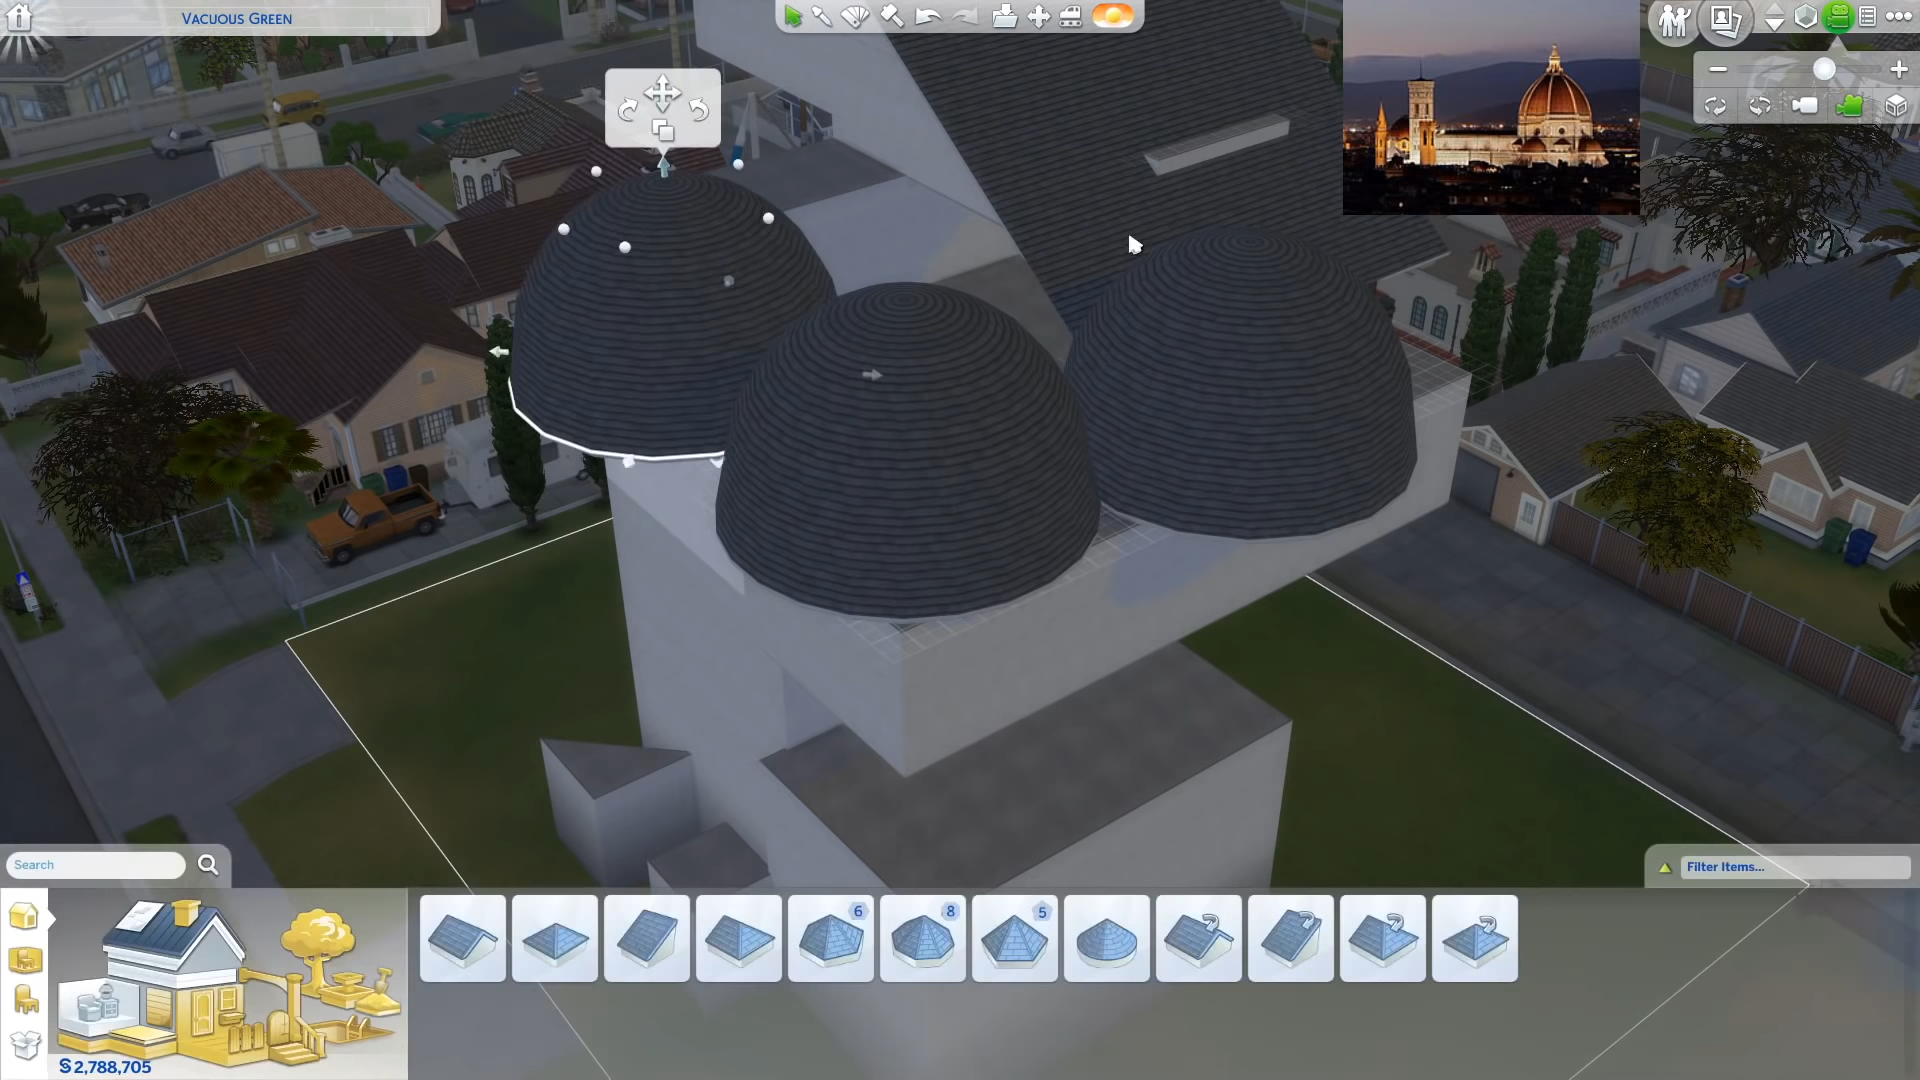 Vacuous Green
Search
Filter Items...
6
8
5
§2,788,705